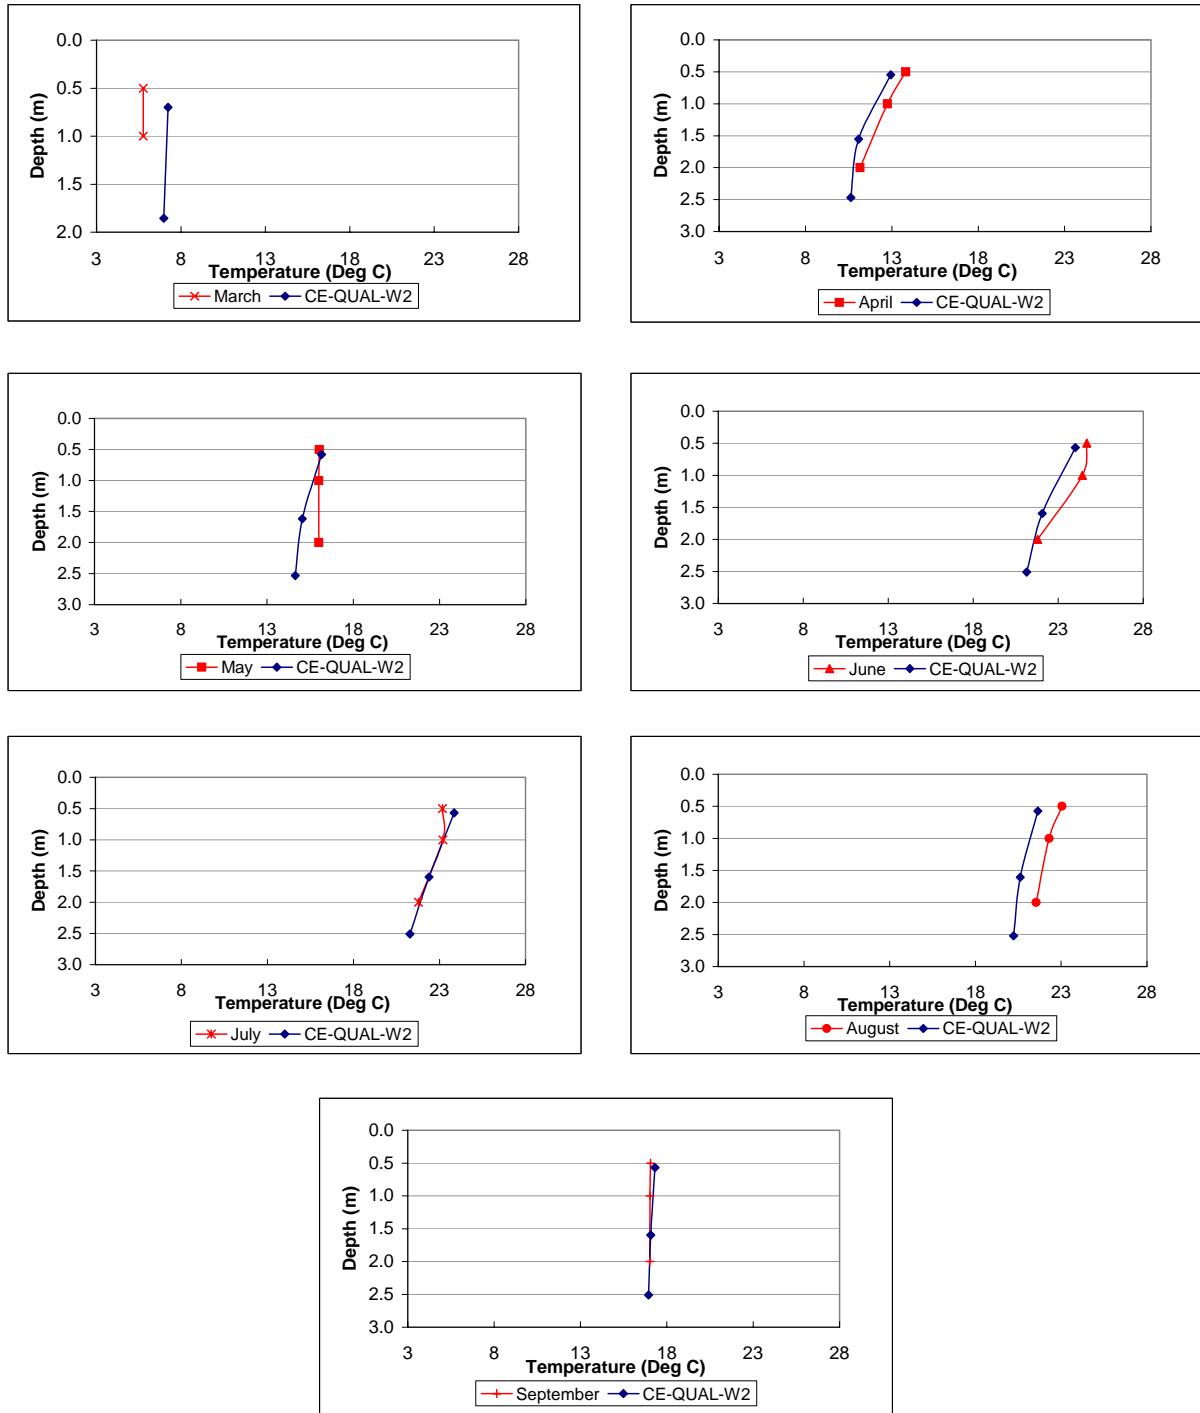 0.0
0.5
1.0
1.5
2.0
Depth (m)
3 8 13 18 23 28
Temperature (Deg C)
March CE-QUAL-W2
0.0
0.5
1.0
1.5
2.0
2.5
3.0
Depth (m)
3 8 13 18 23 28
Temperature (Deg C)
April CE-QUAL-W2
0.0
0.5
1.0
1.5
2.0
2.5
3.0
Depth (m)
3 8 13 18 23 28
Temperature (Deg C)
May CE-QUAL-W2
0.0
0.5
1.0
1.5
2.0
2.5
3.0
Depth (m)
3 8 13 18 23 28
Temperature (Deg C)
June CE-QUAL-W2
0.0
0.5
1.0
1.5
2.0
2.5
3.0
Depth (m)
3 8 13 18 23 28
Temperature (Deg C)
July CE-QUAL-W2
0.0
0.5
1.0
1.5
2.0
2.5
3.0
Depth (m)
3 8 13 18 23 28
Temperature (Deg C)
August CE-QUAL-W2
0.0
0.5
1.0
1.5
2.0
2.5
3.0
Depth (m)
3 8 13 18 23 28
Temperature (Deg C)
September CE-QUAL-W2